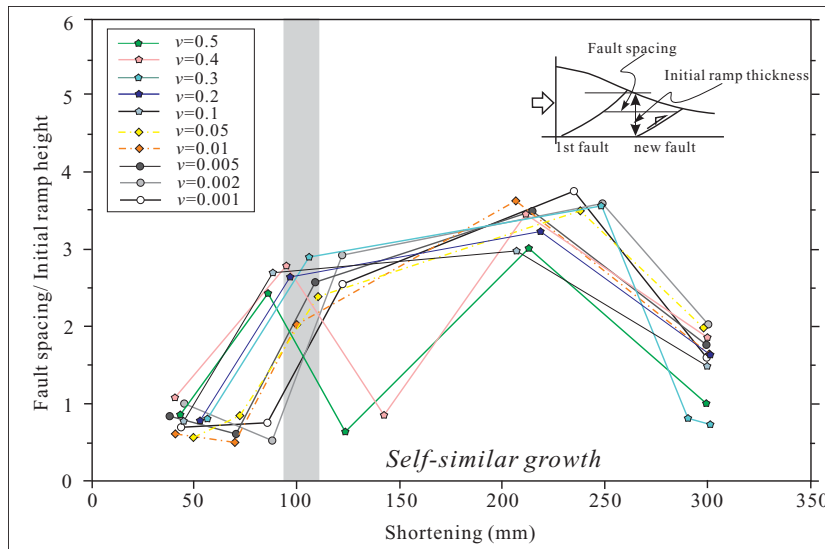 6
5
4
3
2
1
0
Fault spacing/ Initial ramp height
v=0.5
v=0.4
v=0.3
v=0.2
v=0.1
v=0.05
v=0.01
v=0.005
v=0.002
v=0.001
Fault spacing
Initial ramp thickness
1st fault new fault
Self-similar growth
0 50 100 150 200 250 300 350
Shortening (mm)